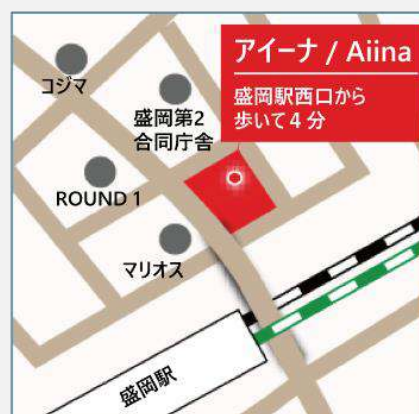 アイーナ / Aiina
盛岡駅西口から
歩いて4分
コジマ
盛岡第2
合同庁舎
ROUND 1
マリオス
盛岡駅